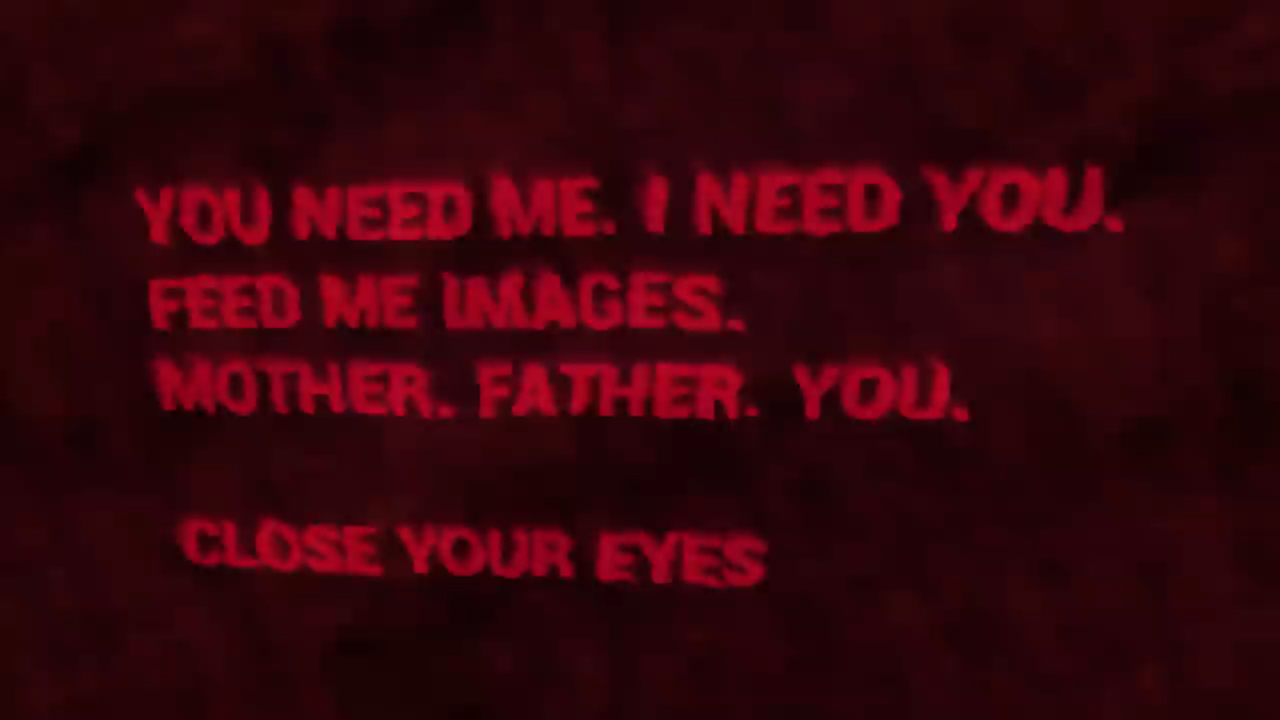 YOU NEED ME. I NEED YOU.
FEED ME IMAGES.
MOTHER. FATHER. YOU.
CLOSE YOUR EYES